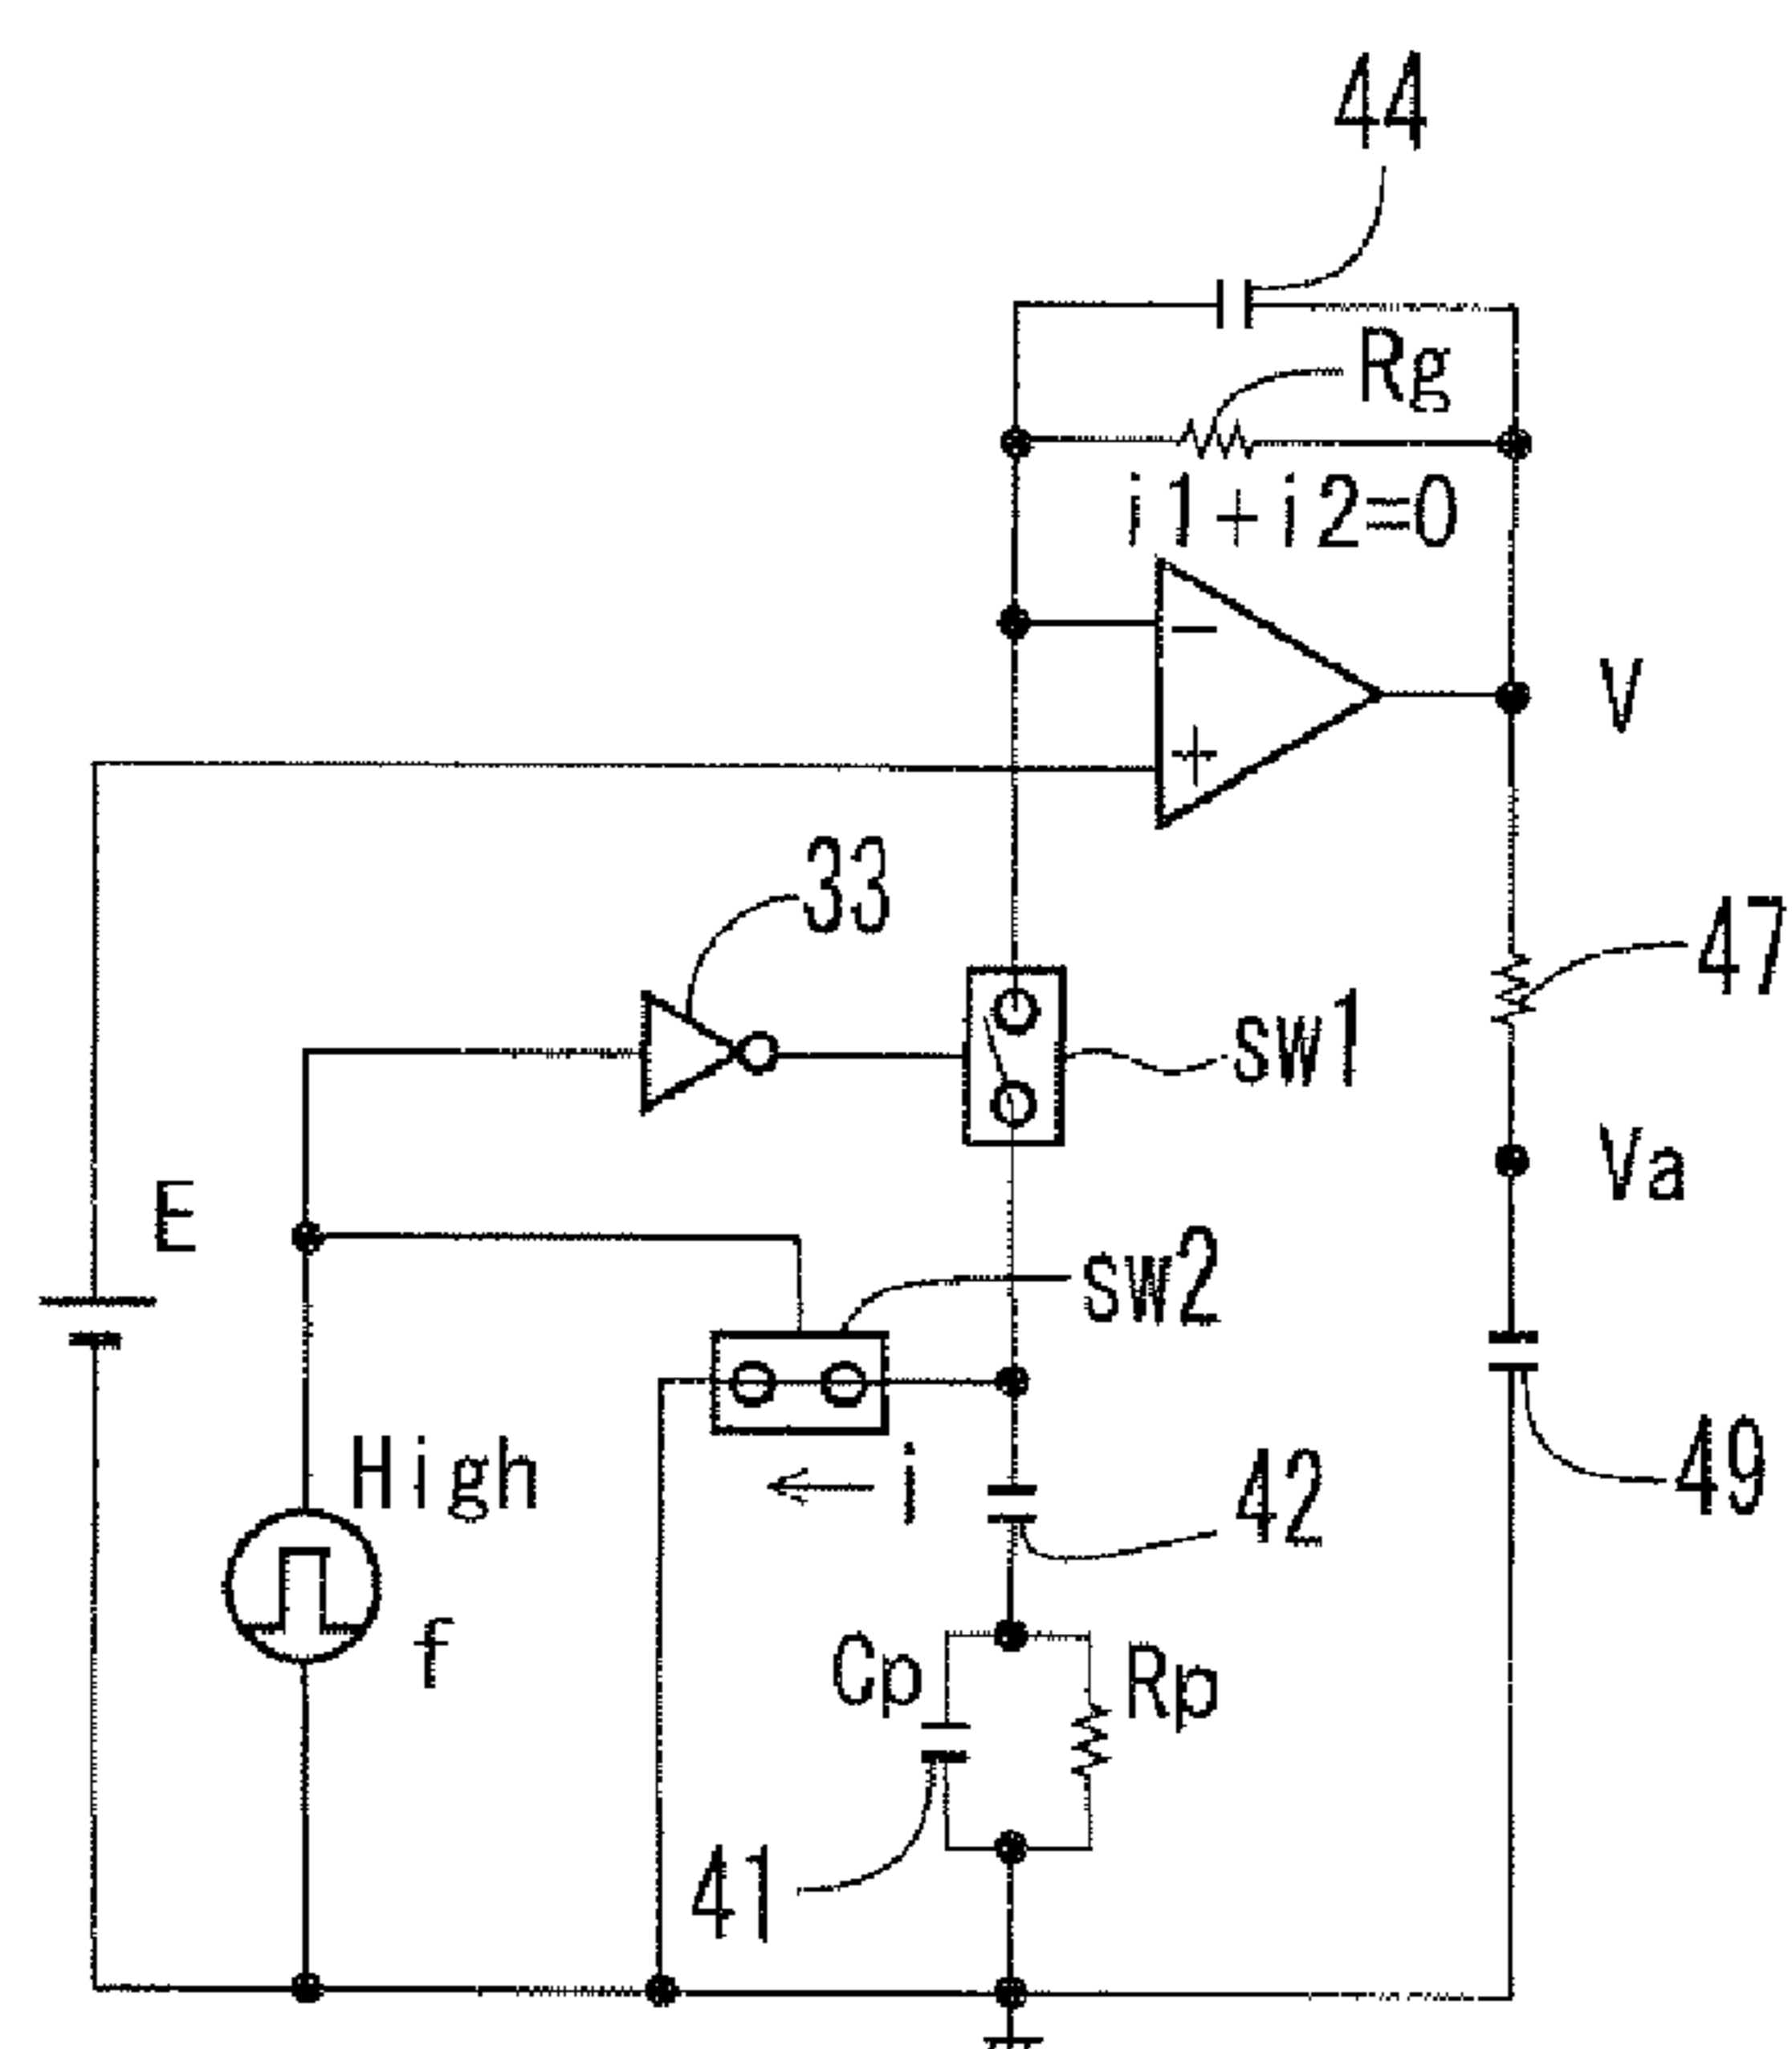 44
Rg
i1+i2=0
−
V
+
33
47
sw1
Va
E
sw2
High
i
42
49
f
Cp
Rp
41